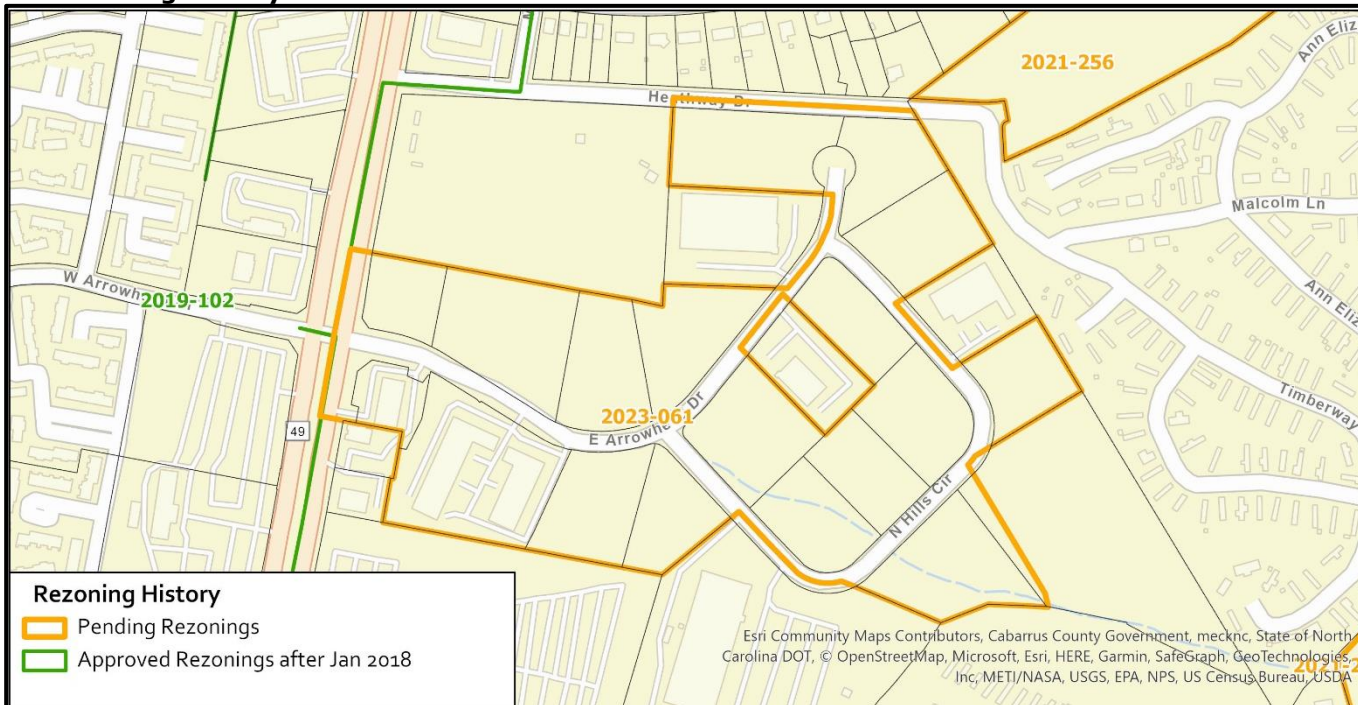 2021-256
Ann Eliz
Malcolm Ln
W Arrowhe
2019-102
Ann Eliz
Timberway
49
2023-061
E Arrowhe Dr
N Hills Cir
Rezoning History
Pending Rezonings
Approved Rezonings after Jan 2018
Esri Community Maps Contributors, Cabarrus County Government, mecknc, State of North
Carolina DOT, © OpenStreetMap, Microsoft, Esri, HERE, Garmin, SafeGraph, GeoTechnologies,
Inc, METI/NASA, USGS, EPA, NPS, US Census Bureau, USDA